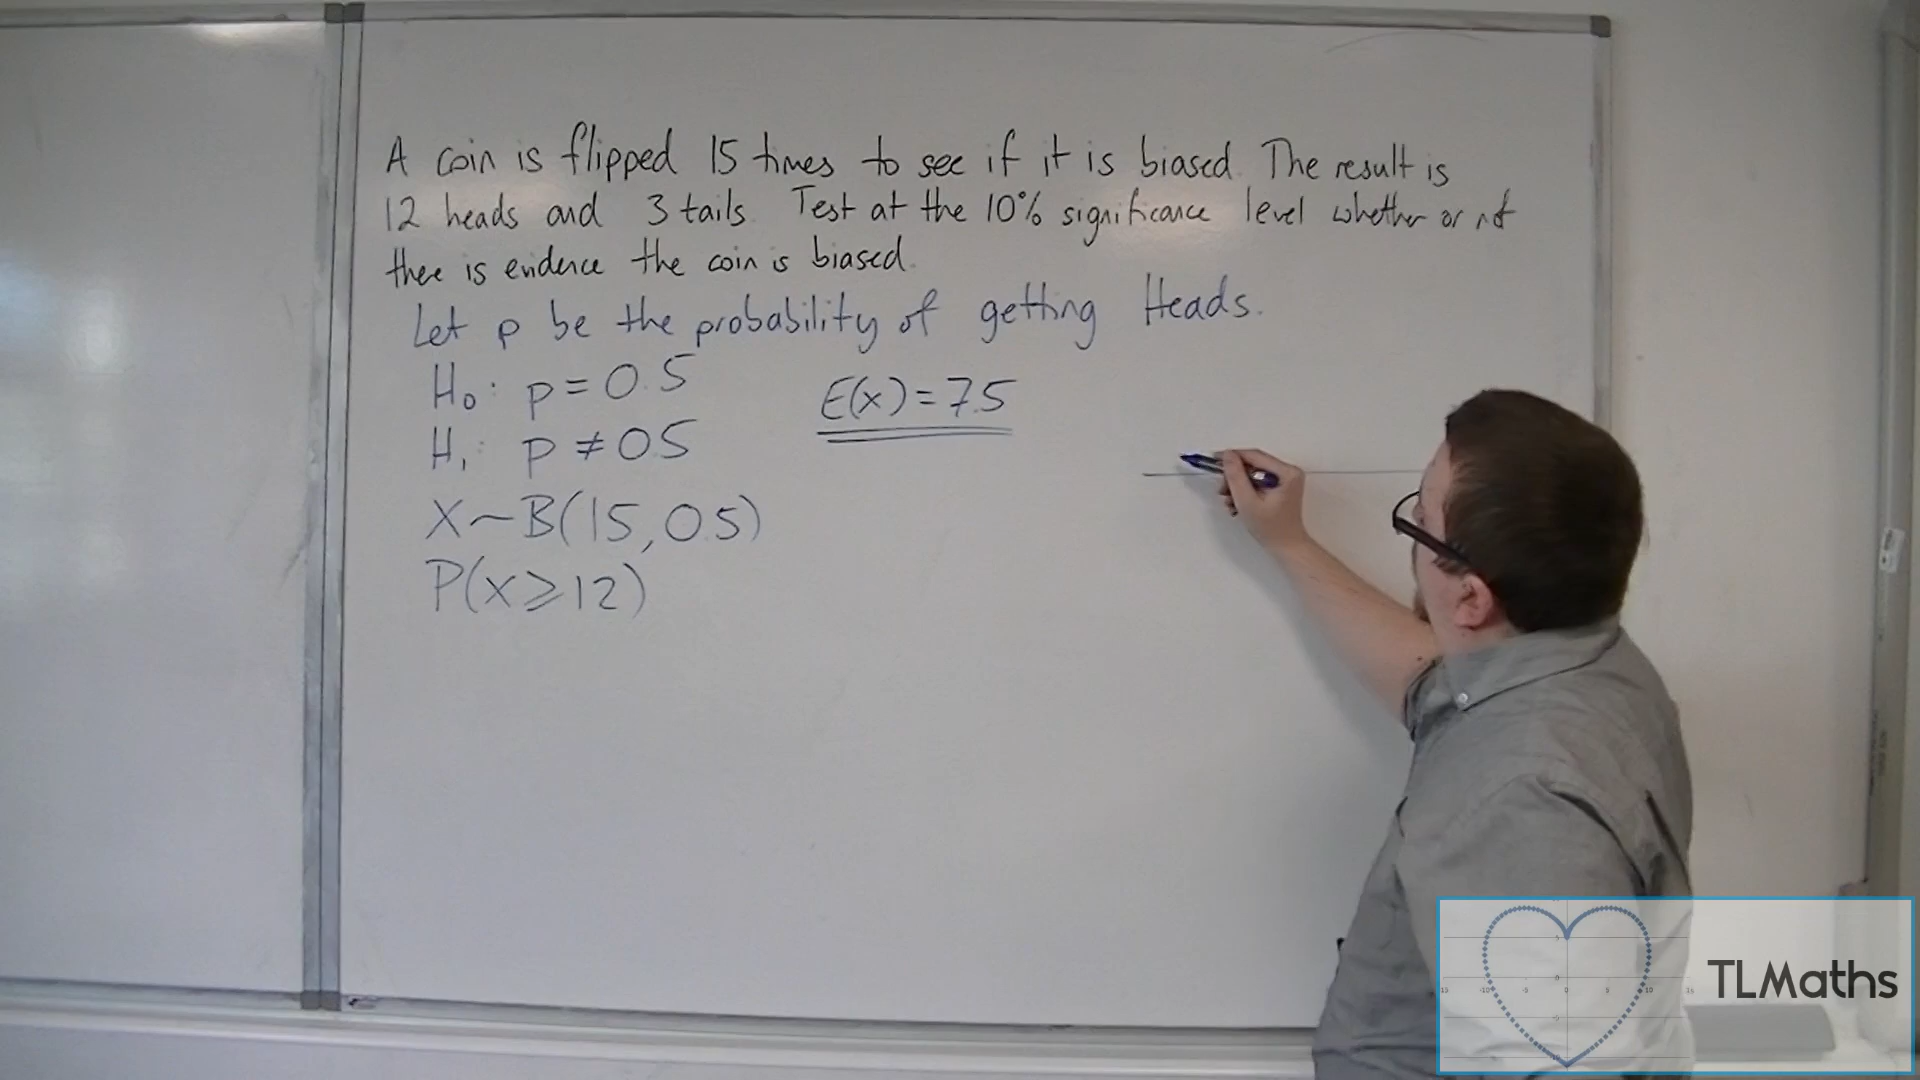 A coin is flipped 15 times to see if it is biased. The result is
12 heads and 3 tails. Test at the 10% significance level whether or not
there is evidence the coin is biased.
Let p be the probability of getting Heads.
H₀: p = 0.5
E(x) = 7.5
H₁: p ≠ 0.5
X ~ B(15, 0.5)
P(X ⩾ 12)
TLMaths